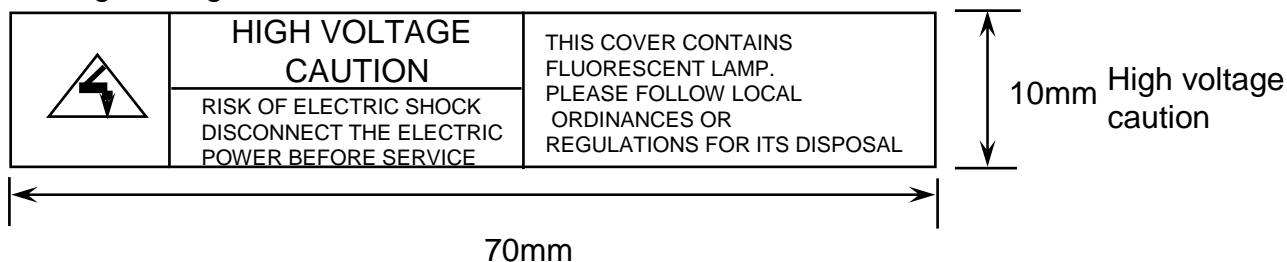 HIGH VOLTAGE
CAUTION
RISK OF ELECTRIC SHOCK
DISCONNECT THE ELECTRIC
POWER BEFORE SERVICE
THIS COVER CONTAINS
FLUORESCENT LAMP.
PLEASE FOLLOW LOCAL
ORDINANCES OR
REGULATIONS FOR ITS DISPOSAL
10mm
High voltage
caution
70mm